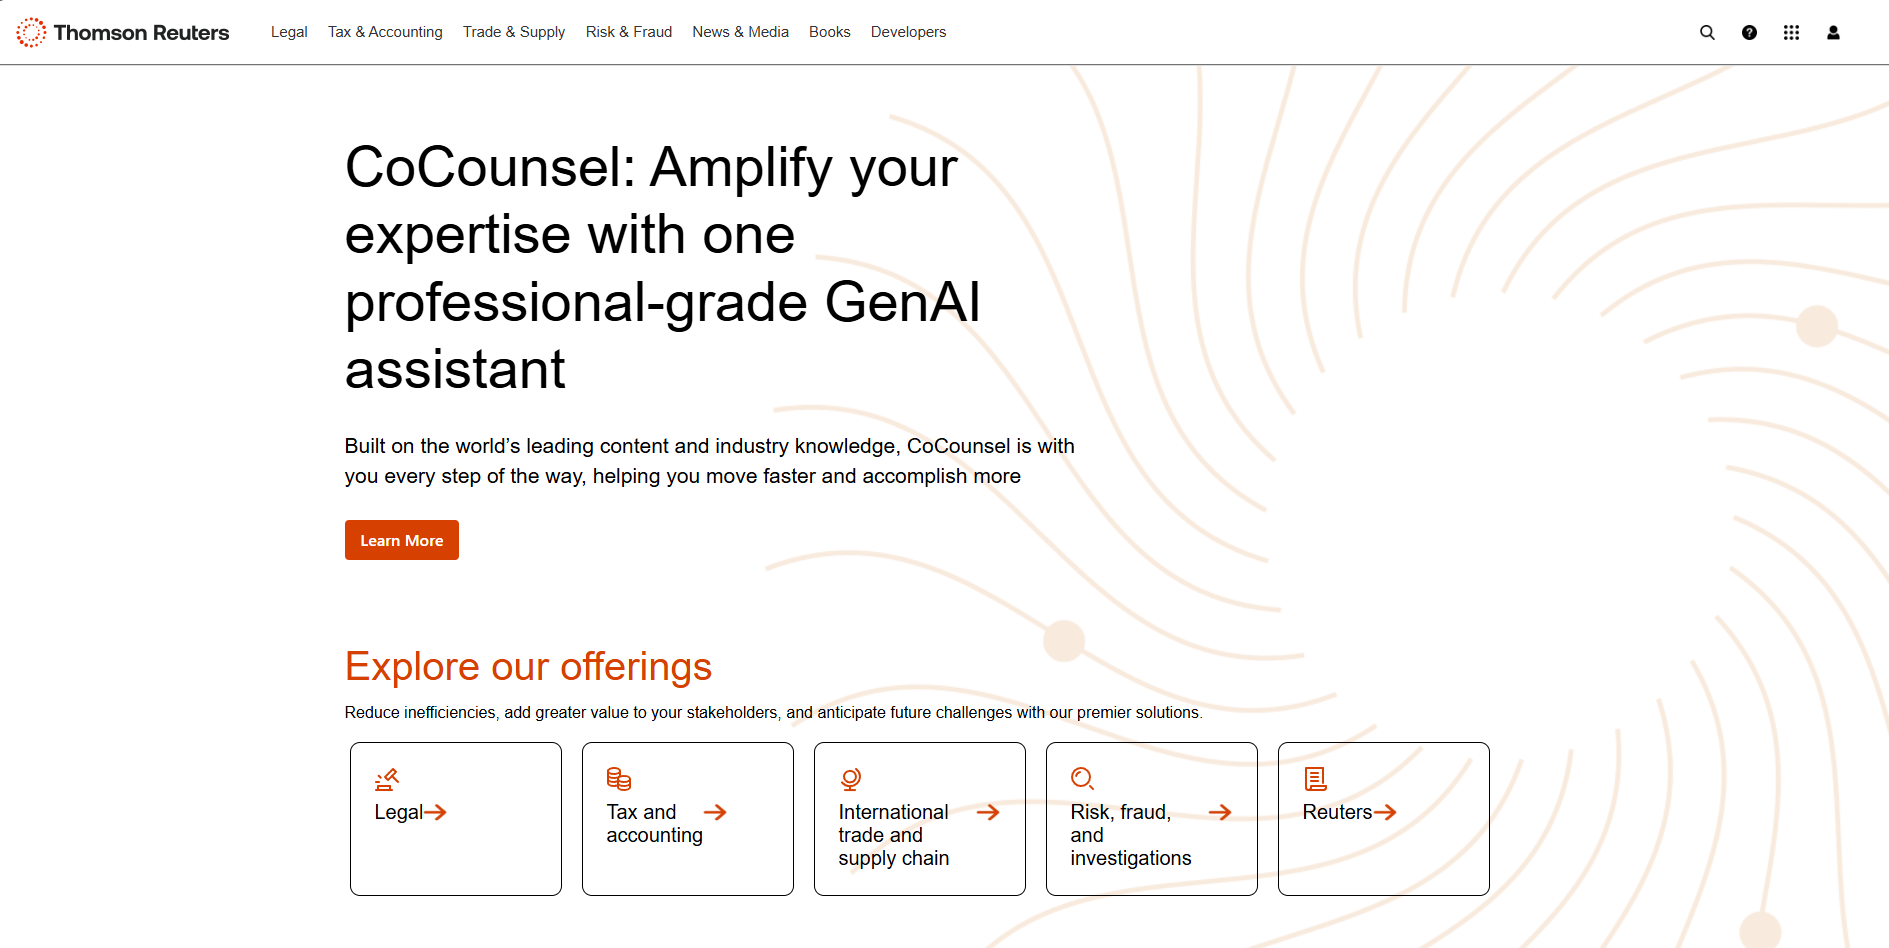 Thomson Reuters Legal Tax & Accounting Trade & Supply Risk & Fraud News & Media Books Developers
CoCounsel: Amplify your
expertise with one
professional-grade GenAI
assistant
Built on the world’s leading content and industry knowledge, CoCounsel is with
you every step of the way, helping you move faster and accomplish more
Learn More
Explore our offerings
Reduce inefficiencies, add greater value to your stakeholders, and anticipate future challenges with our premier solutions.
Legal
Tax and
accounting
International
trade and
supply chain
Risk, fraud,
and
investigations
Reuters